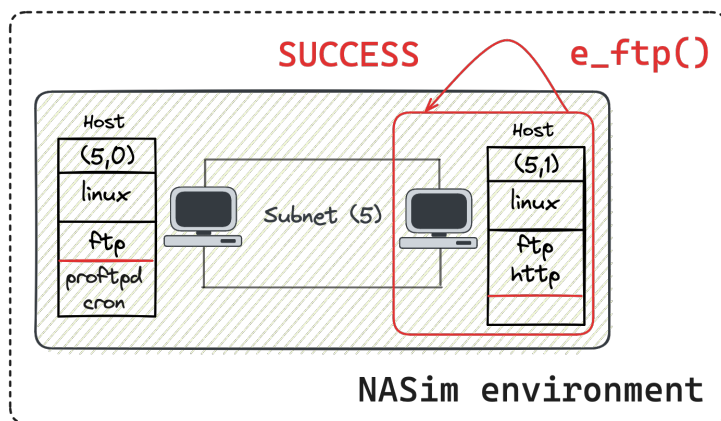 SUCCESS
e_ftp()
Host
(5,0)
linux
ftp
proftpd
cron
Subnet (5)
Host
(5,1)
linux
ftp
http
NASim environment